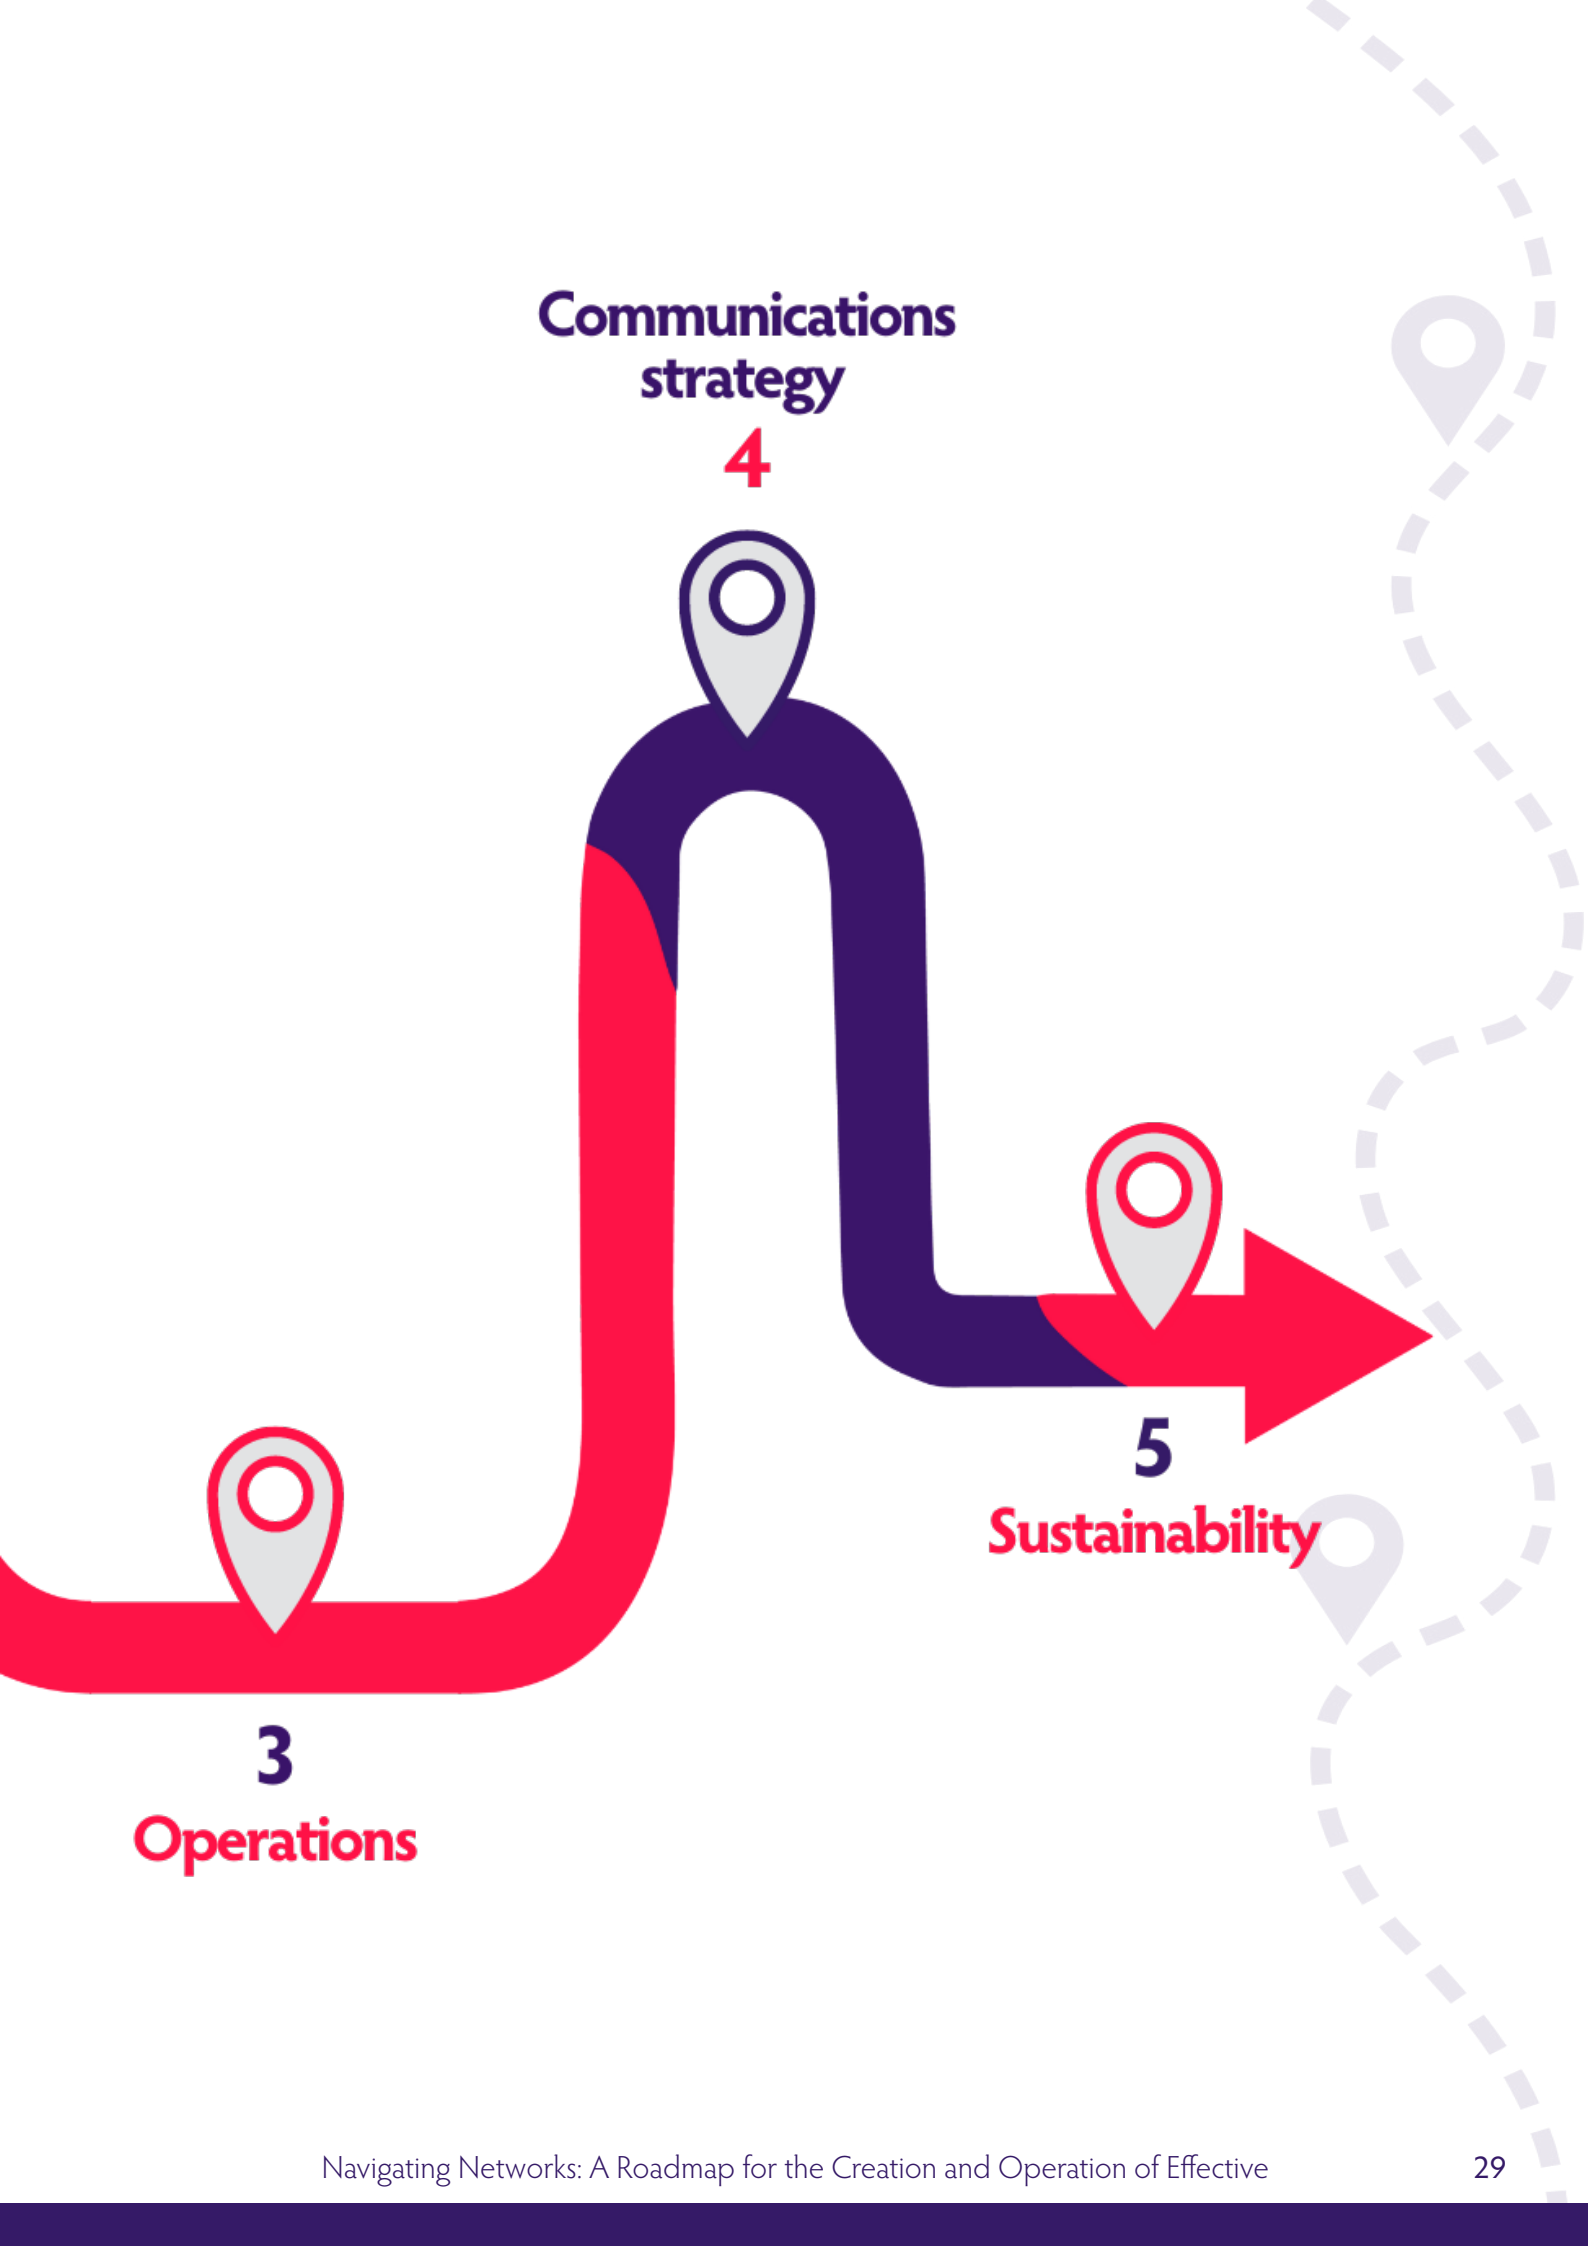 Communications
strategy
4
5
Sustainability
3
Operations
Navigating Networks: A Roadmap for the Creation and Operation of Effective
29